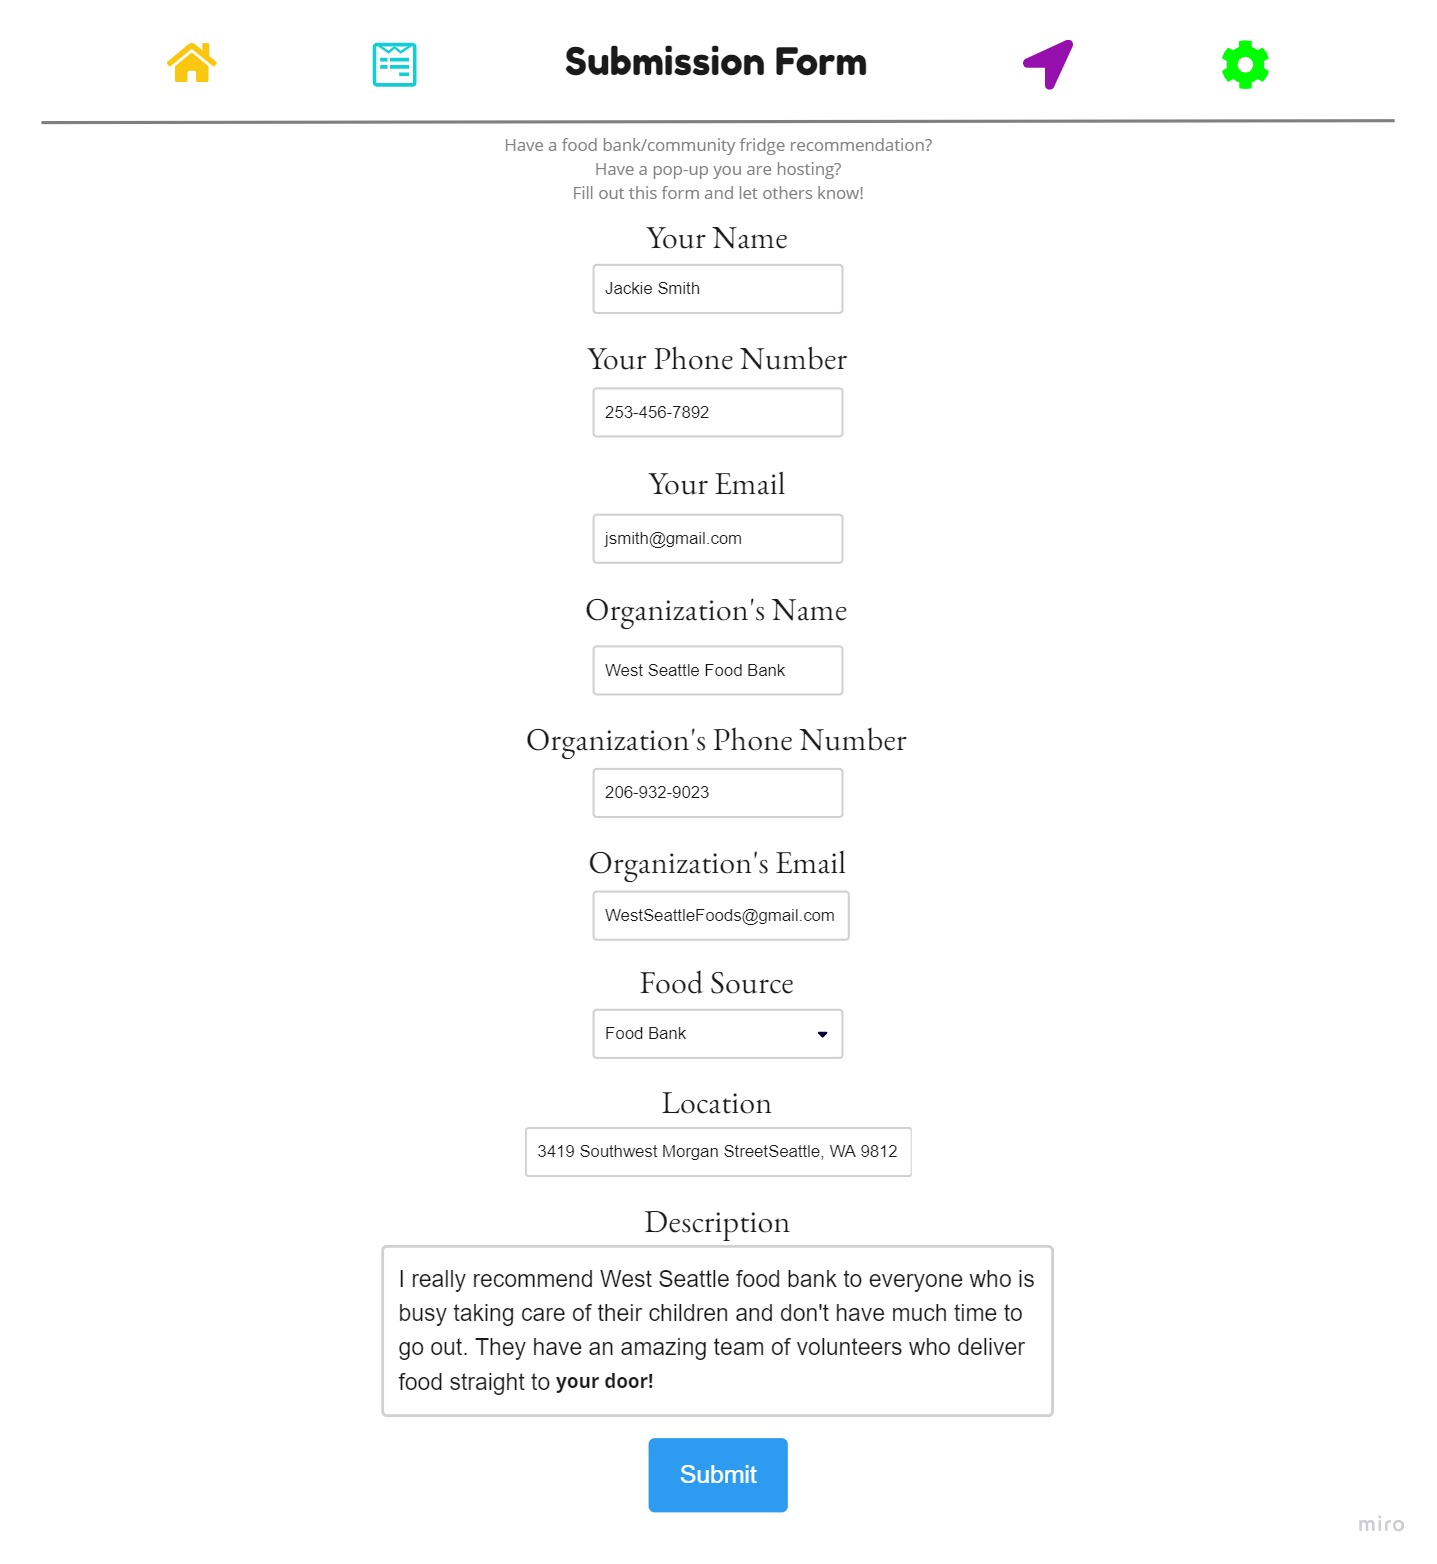 Submission Form
Have a food bank/community fridge recommendation?
Have a pop-up you are hosting?
Fill out this form and let others know!
Your Name
Jackie Smith
Your Phone Number
253-456-7892
Your Email
jsmith@gmail.com
Organization's Name
West Seattle Food Bank
Organization's Phone Number
206-932-9023
Organization's Email
WestSeattleFoods@gmail.com
Food Source
Food Bank
Location
3419 Southwest Morgan StreetSeattle, WA 9812
Description
I really recommend West Seattle food bank to everyone who is
busy taking care of their children and don't have much time to
go out. They have an amazing team of volunteers who deliver
food straight to your door!
Submit
miro